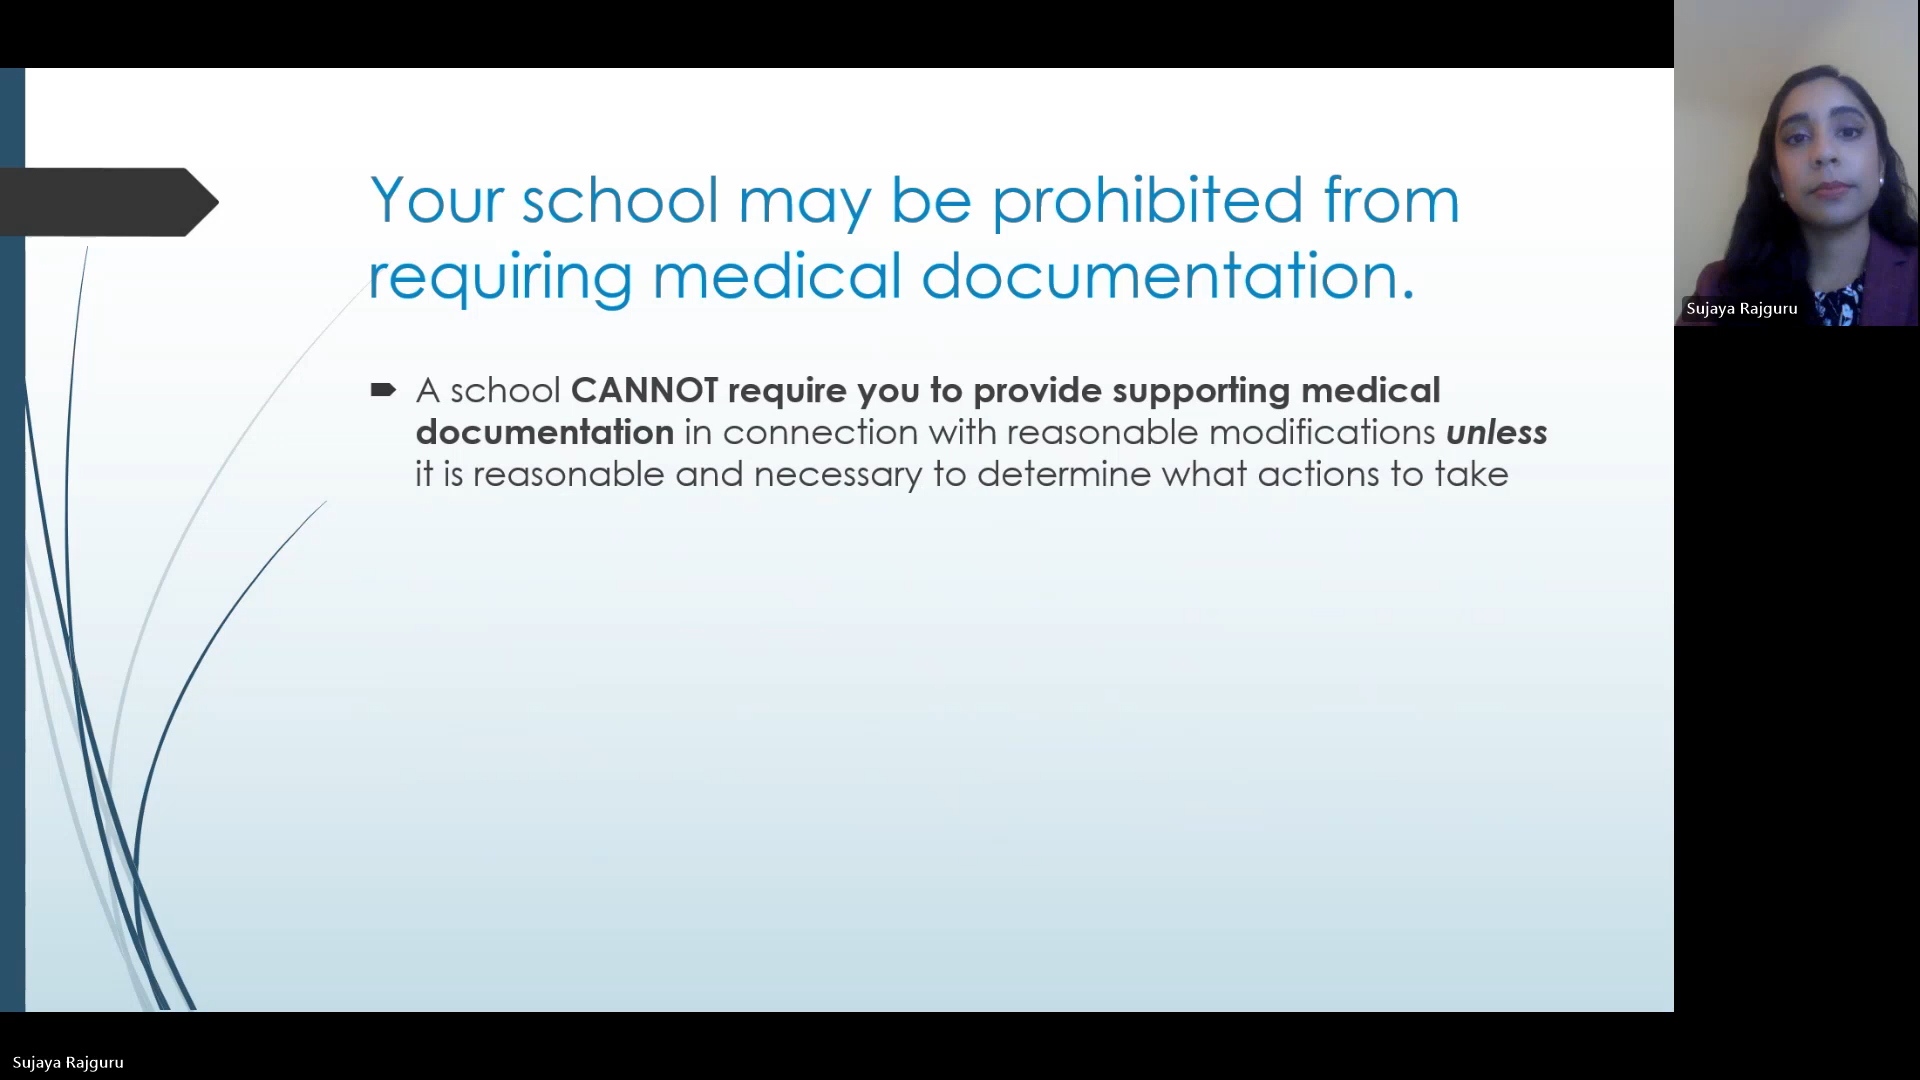 Your school may be prohibited from
requiring medical documentation.
A school CANNOT require you to provide supporting medical
documentation in connection with reasonable modifications unless
it is reasonable and necessary to determine what actions to take
Sujaya Rajguru
Sujaya Rajguru